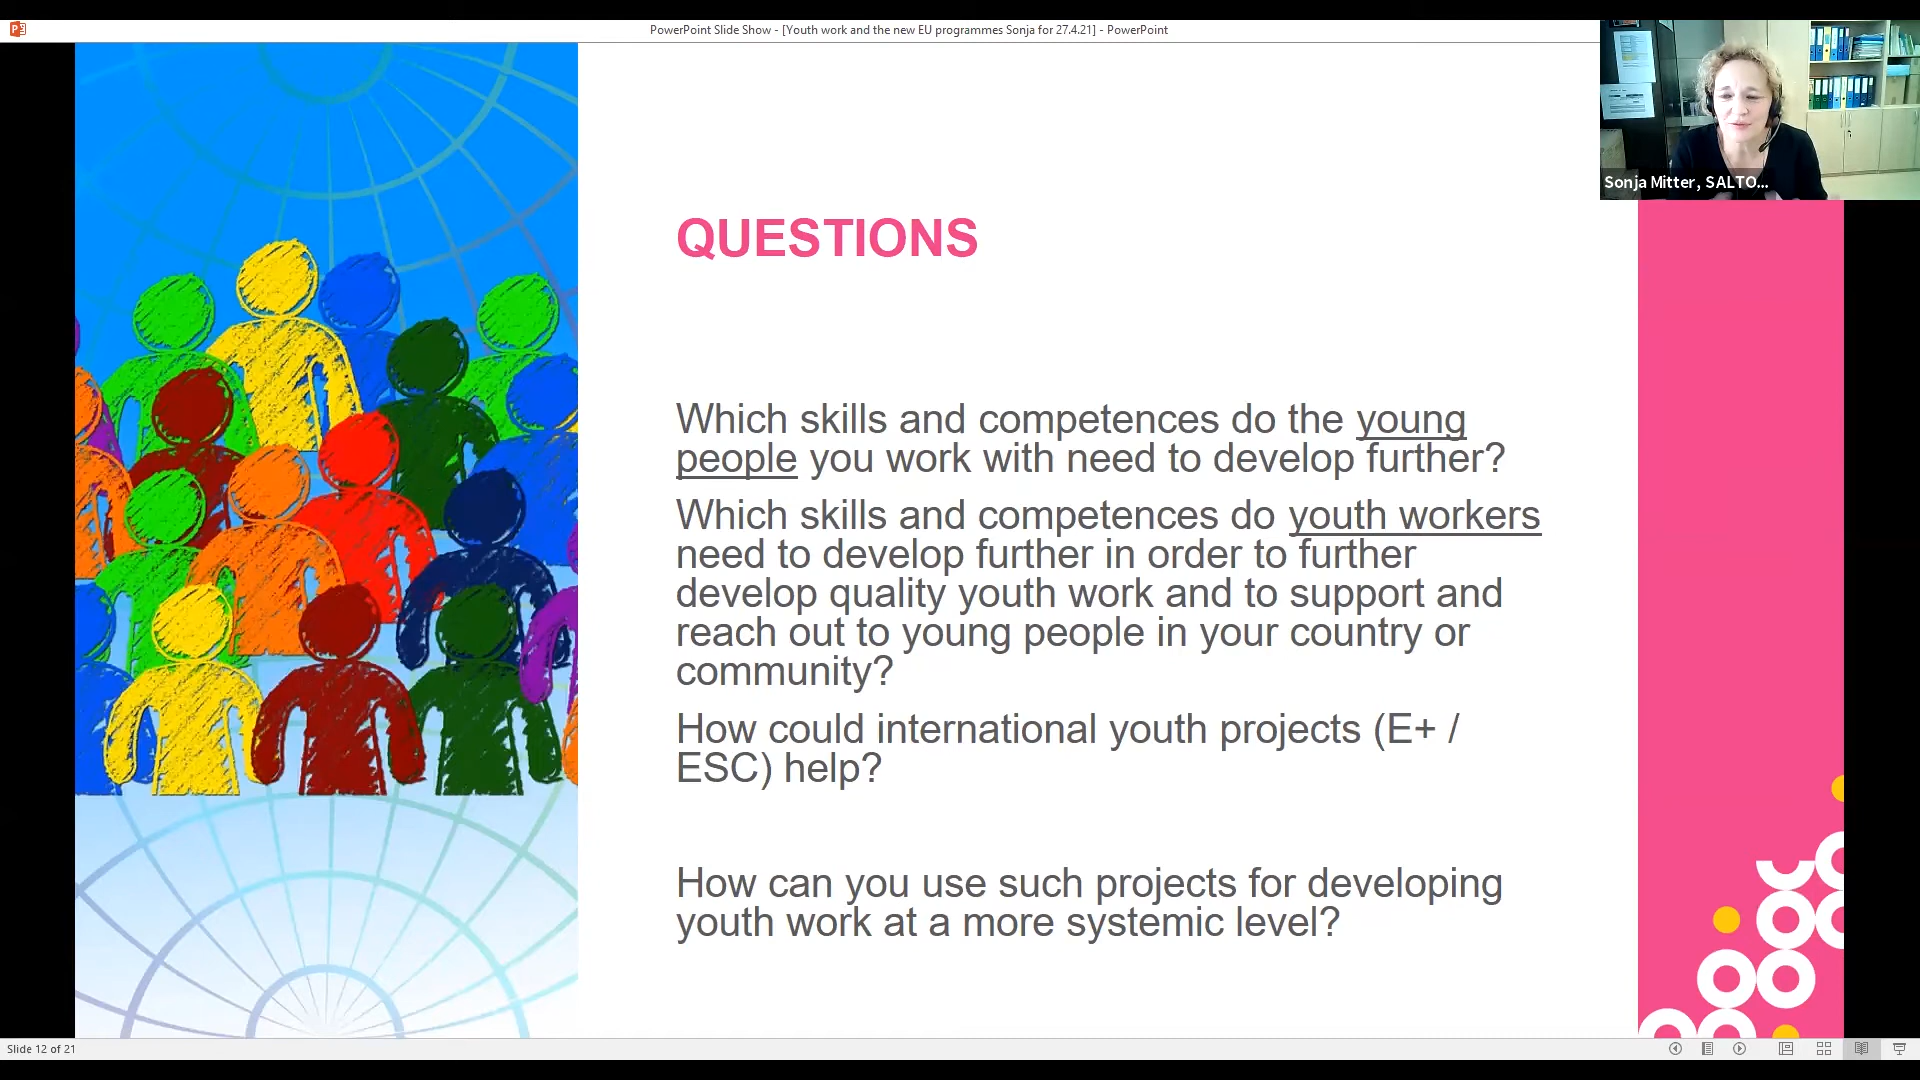 PowerPoint Slide Show - [Youth work and the new EU programmes Sonja for 27.4.21] - PowerPoint
Sonja Mitter, SALTO...
QUESTIONS
Which skills and competences do the young
people you work with need to develop further?
Which skills and competences do youth workers
need to develop further in order to further
develop quality youth work and to support and
reach out to young people in your country or
community?
How could international youth projects (E+ /
ESC) help?
How can you use such projects for developing
youth work at a more systemic level?
Slide 12 of 21